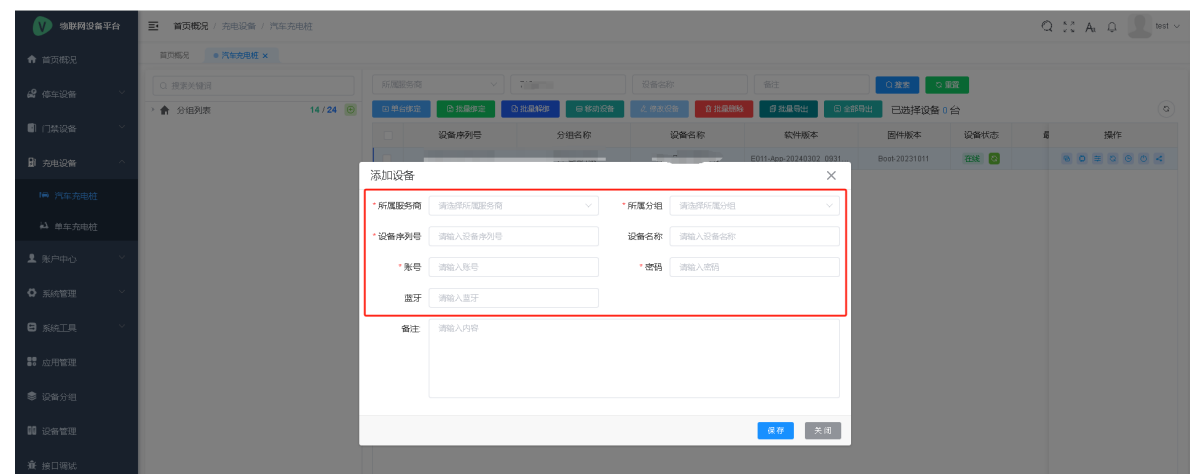 物联网设备平台
首页概况 / 充电设备 / 汽车充电桩
test
首页概况
首页概况
汽车充电桩 ×
停车设备
搜索关键词
所属服务商
设备名称
备注
搜索
重置
分组列表 14 / 24
单台绑定
批量绑定
批量解绑
移动设备
修改设备
批量删除
批量导出
全部导出
已选择设备 0 台
门禁设备
设备序列号 分组名称 设备名称 软件版本 固件版本 设备状态 操作
充电设备
E011-App-20240302_0931 Boot-20231011 在线
添加设备
汽车充电桩
* 所属服务商 请选择所属服务商
* 所属分组 请选择所属分组
单车充电桩
* 设备序列号 请输入设备序列号
设备名称 请输入设备名称
账户中心
* 账号 请输入账号
* 密码 请输入密码
系统管理
蓝牙 请输入蓝牙
系统工具
备注 请输入内容
应用管理
设备分组
设备管理
保存 关闭
接口调试